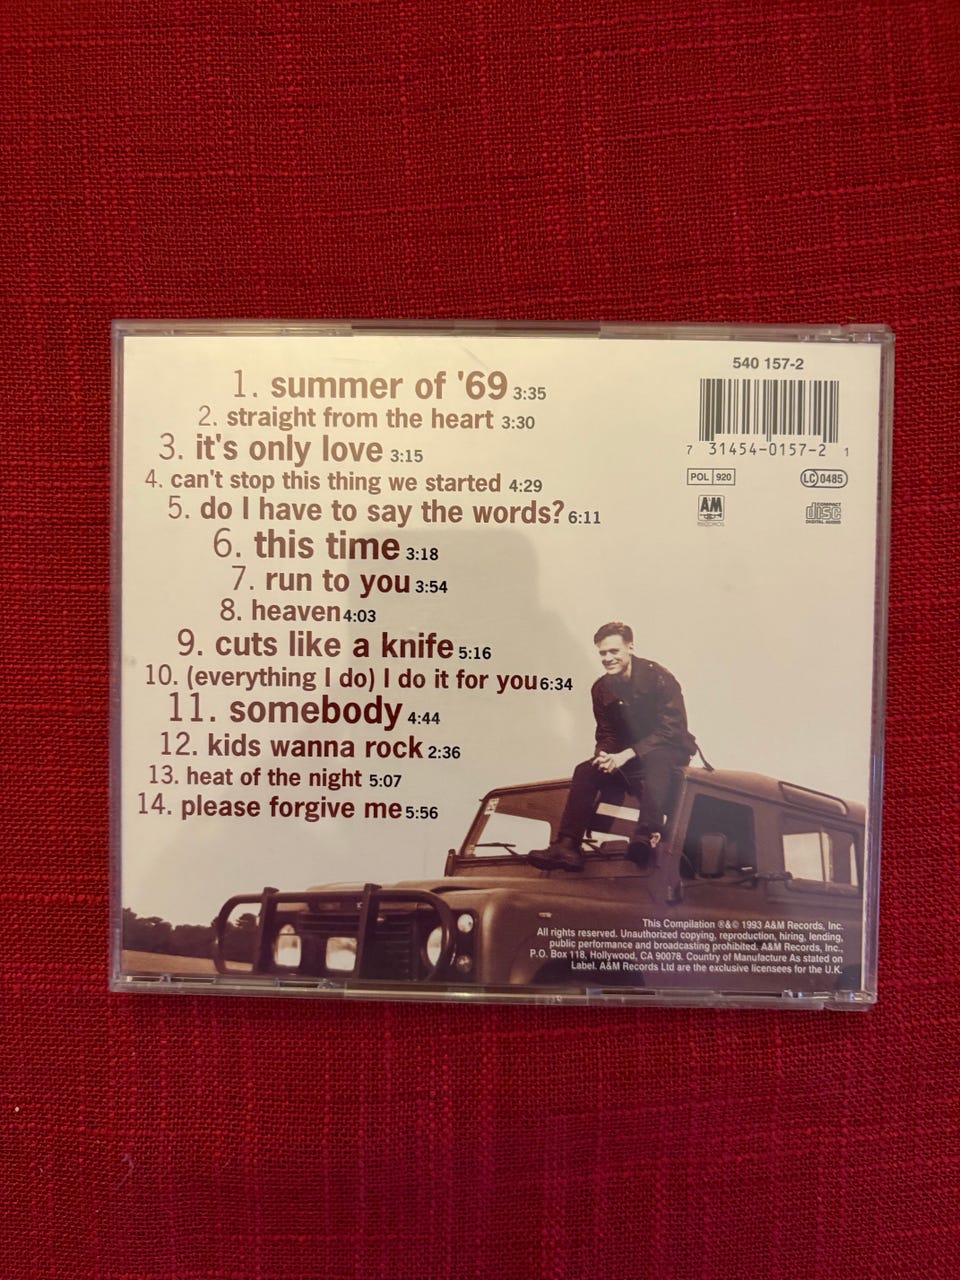 1. summer of '69 3:35
2. straight from the heart 3:30
3. it's only love 3:15
4. can't stop this thing we started 4:29
5. do I have to say the words? 6:11
6. this time 3:18
7. run to you 3:54
8. heaven 4:03
9. cuts like a knife 5:16
10. (everything I do) I do it for you 6:34
11. somebody 4:44
12. kids wanna rock 2:36
13. heat of the night 5:07
14. please forgive me 5:56
540 157-2
7 31454-0157-2 1
POL 920
LC 0485
A&M
RECORDS
COMPACT
disc
DIGITAL AUDIO
This Compilation ℗&© 1993 A&M Records, Inc.
All rights reserved. Unauthorized copying, reproduction, hiring, lending,
public performance and broadcasting prohibited. A&M Records, Inc.,
P.O. Box 118, Hollywood, CA 90078. Country of Manufacture As stated on
Label. A&M Records Ltd are the exclusive licensees for the U.K.